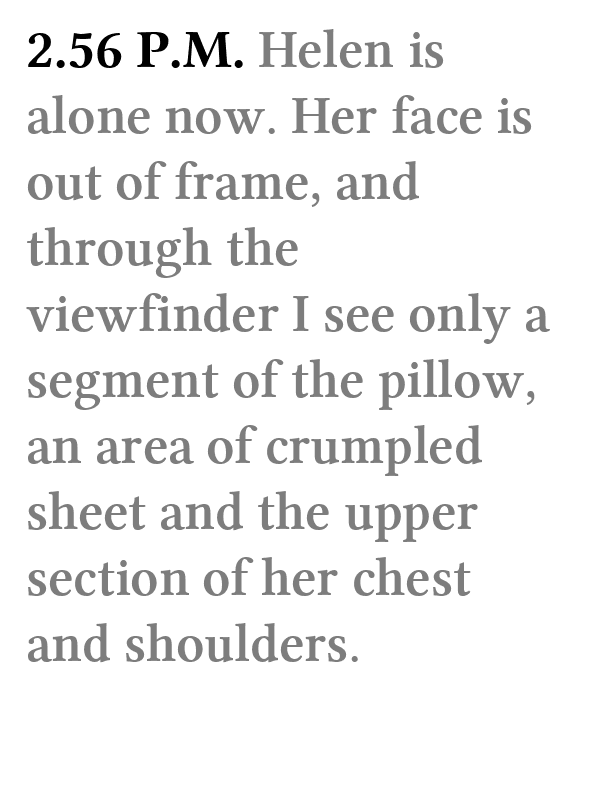 2.56 P.M. Helen is
alone now. Her face is
out of frame, and
through the
viewfinder I see only a
segment of the pillow,
an area of crumpled
sheet and the upper
section of her chest
and shoulders.